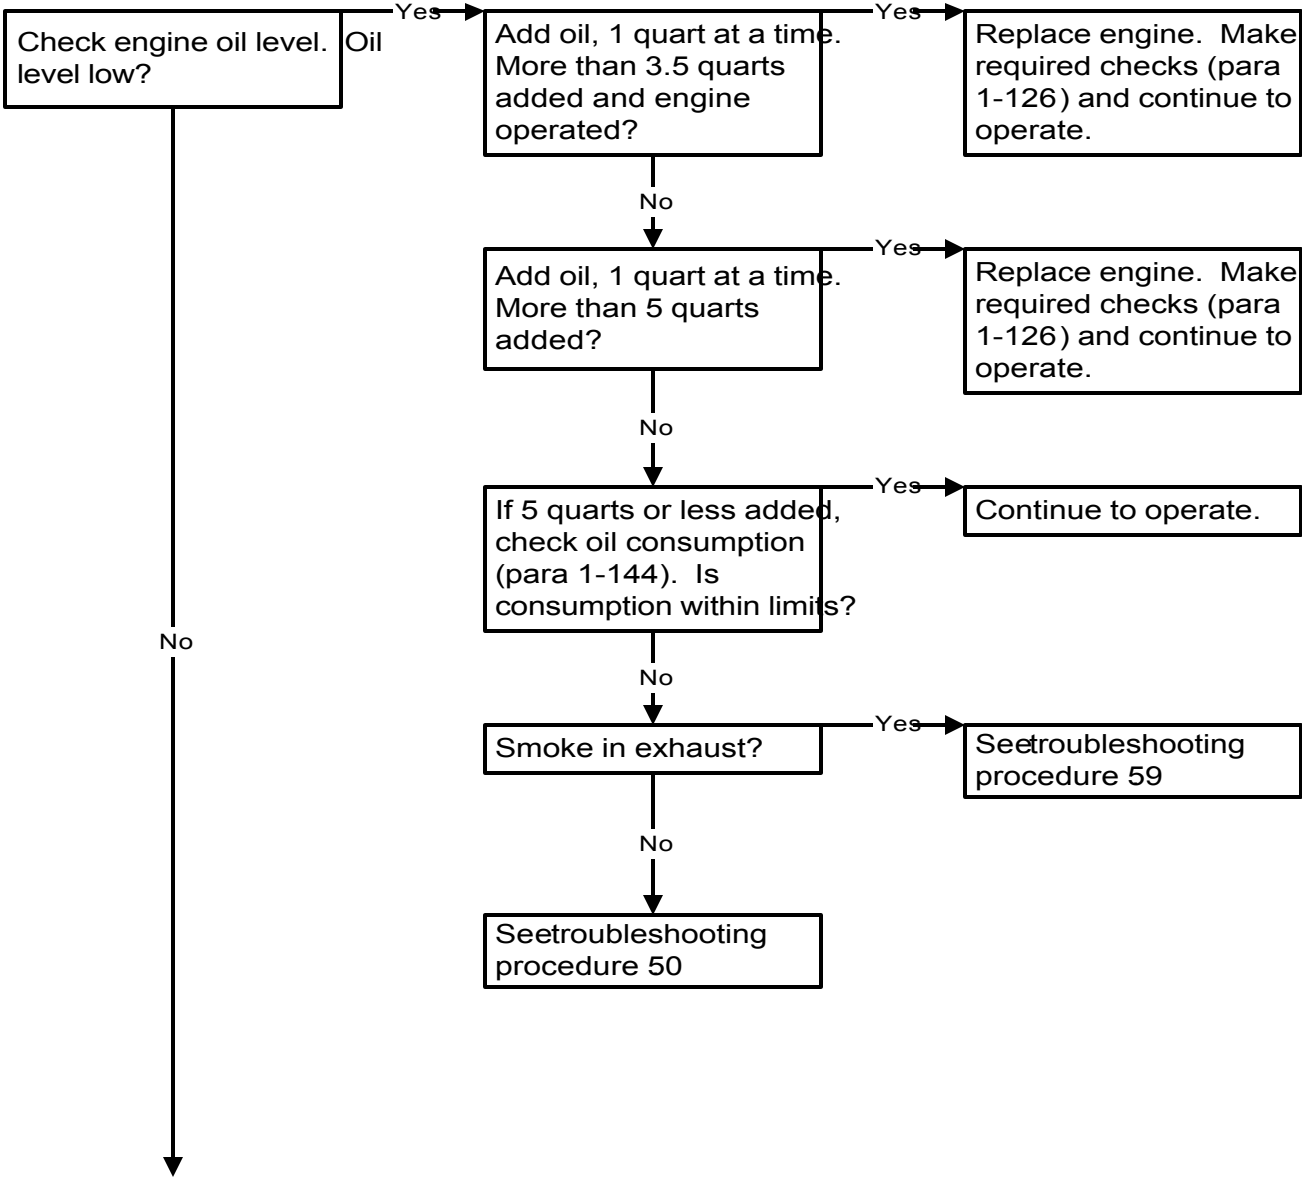 Yes
Yes
Check engine oil level.  Oil
level low?
Add oil, 1 quart at a time.
More than 3.5 quarts
added and engine
operated?
Replace engine.  Make
required checks (para
1-126) and continue to
operate.
No
Yes
Add oil, 1 quart at a time.
More than 5 quarts
added?
Replace engine.  Make
required checks (para
1-126) and continue to
operate.
No
Yes
If 5 quarts or less added,
check oil consumption
(para 1-144).  Is
consumption within limits?
Continue to operate.
No
No
Yes
Smoke in exhaust?
Seetroubleshooting
procedure 59
No
Seetroubleshooting
procedure 50